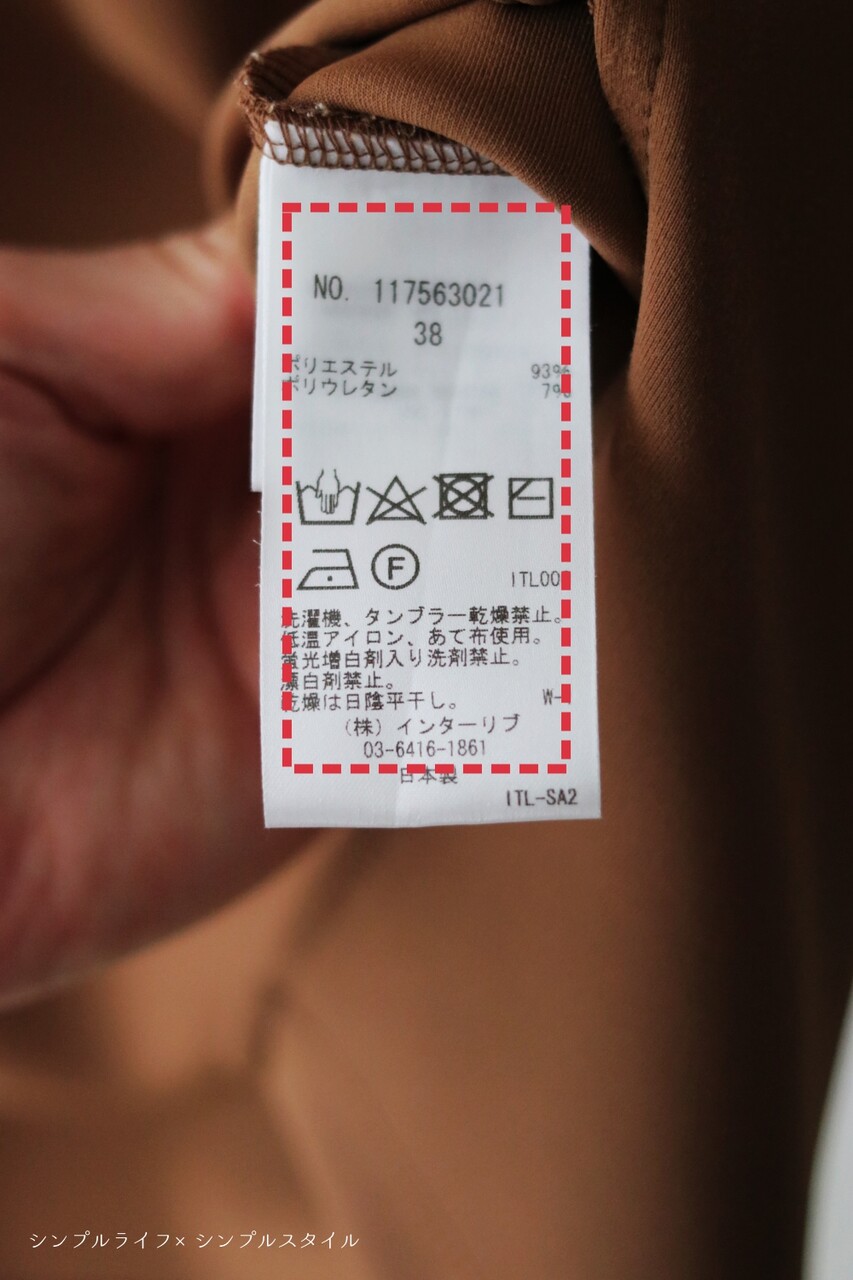 NO. 117563021
38
ポリエステル 93%
ポリウレタン 7%
F
ITL00
洗濯機、タンブラー乾燥禁止。
低温アイロン、あて布使用。
蛍光増白剤入り洗剤禁止。
漂白剤禁止。
乾燥は日陰平干し。 W-
(株) インターリブ
03-6416-1861
日本製
ITL-SA2
シンプルライフ× シンプルスタイル